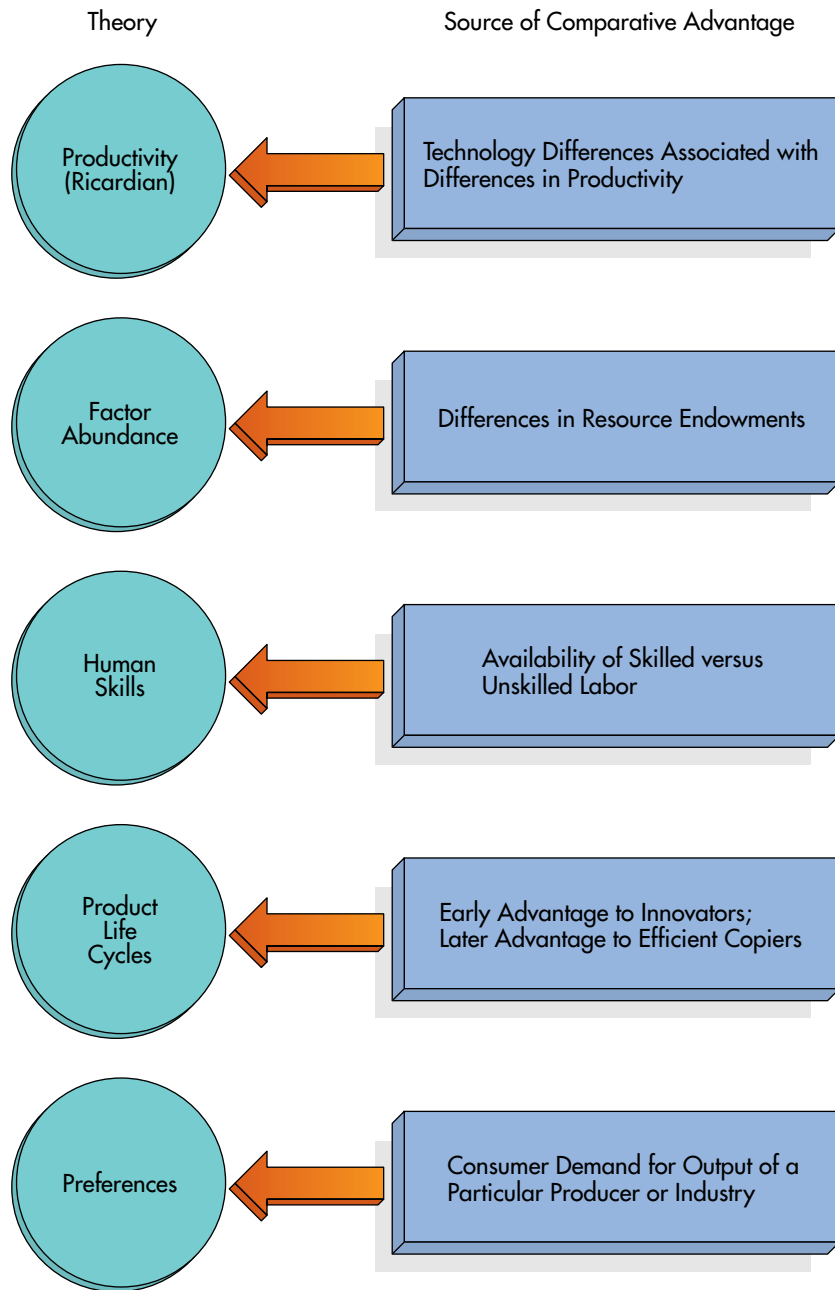 Theory
Source of Comparative Advantage
Productivity
(Ricardian)
Technology Differences Associated with
Differences in Productivity
Factor
Abundance
Differences in Resource Endowments
Human
Skills
Availability of Skilled versus
Unskilled Labor
Product
Life
Cycles
Early Advantage to Innovators;
Later Advantage to Efficient Copiers
Preferences
Consumer Demand for Output of a
Particular Producer or Industry